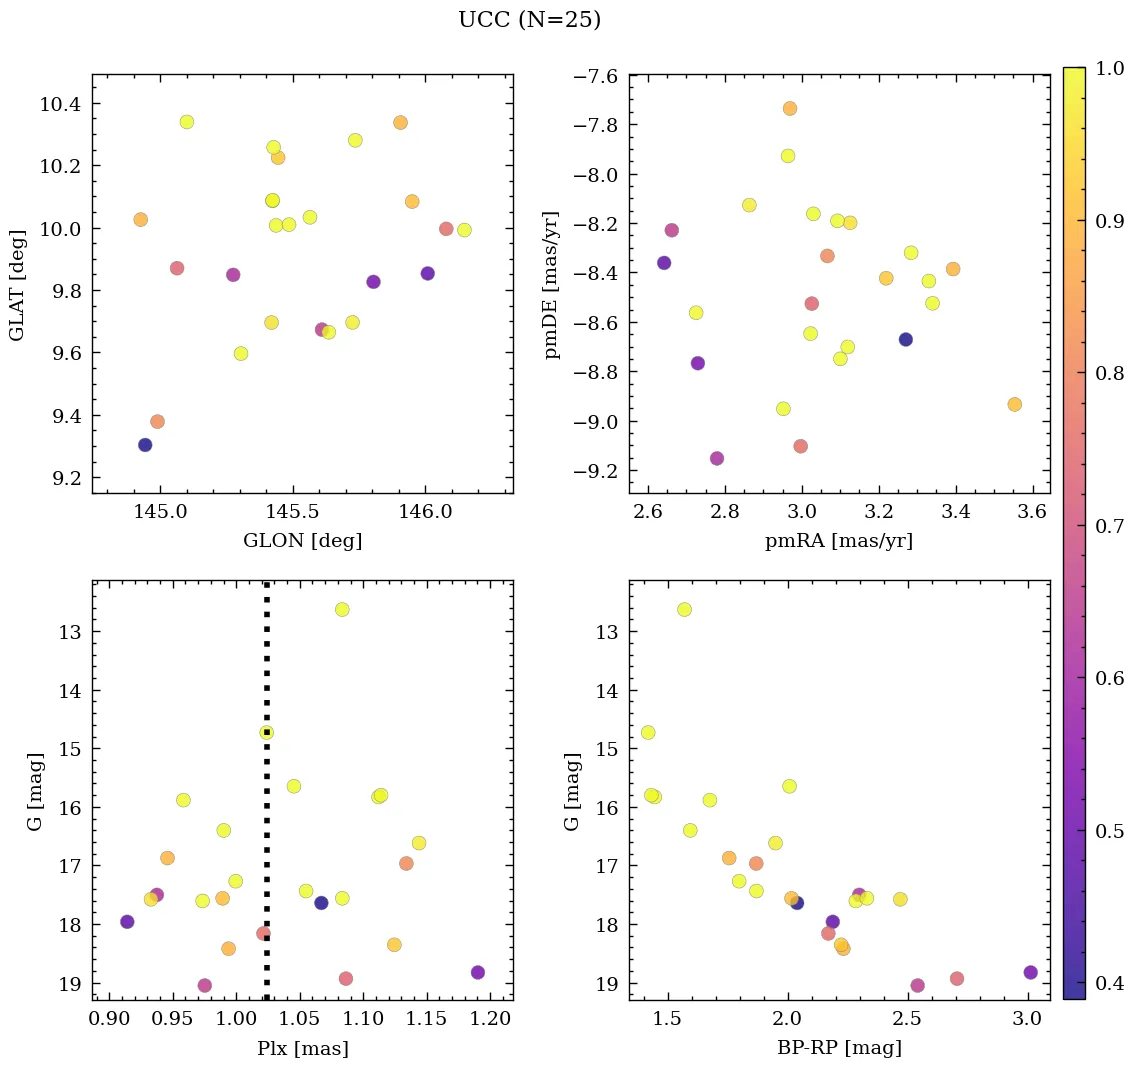 UCC (N=25)
10.4
10.2
10.0
9.8
9.6
9.4
9.2
GLAT [deg]
145.0 145.5 146.0
GLON [deg]
−7.6
−7.8
−8.0
−8.2
−8.4
−8.6
−8.8
−9.0
−9.2
pmDE [mas/yr]
2.6 2.8 3.0 3.2 3.4 3.6
pmRA [mas/yr]
13
14
15
16
17
18
19
G [mag]
0.90 0.95 1.00 1.05 1.10 1.15 1.20
Plx [mas]
13
14
15
16
17
18
19
G [mag]
1.5 2.0 2.5 3.0
BP-RP [mag]
1.0
0.9
0.8
0.7
0.6
0.5
0.4